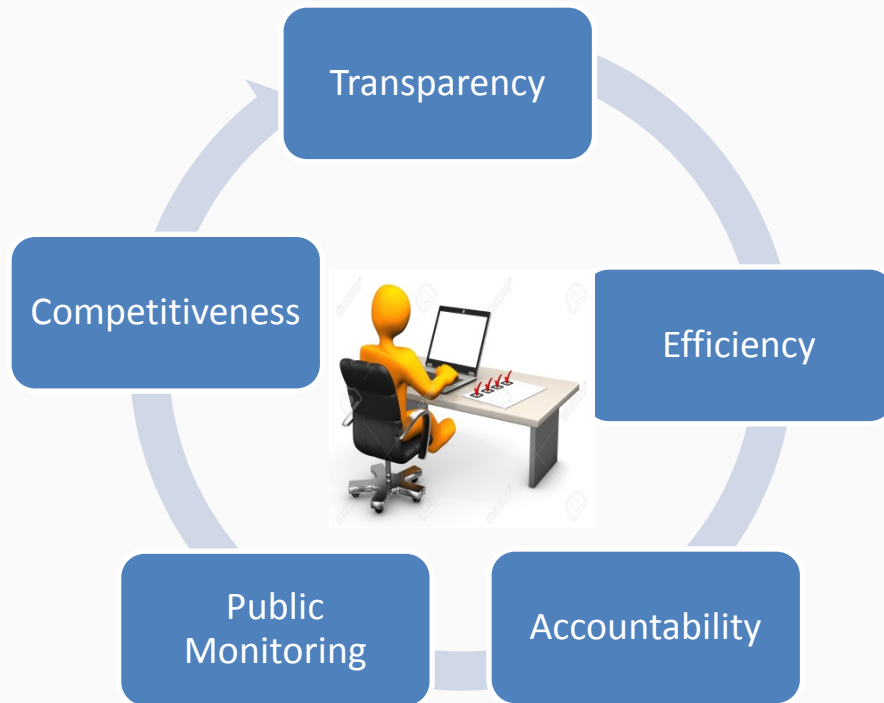 Transparency
Efficiency
Accountability
Public
Monitoring
Competitiveness